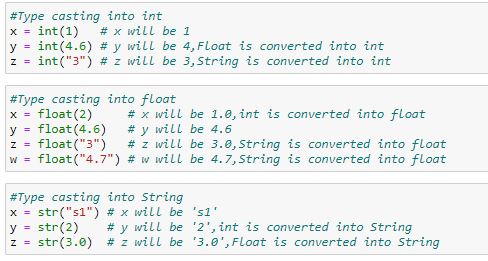 #Type casting into int
x = int(1)   # x will be 1
y = int(4.6) # y will be 4,Float is converted into int
z = int("3") # z will be 3,String is converted into int
#Type casting into float
x = float(2)     # x will be 1.0,int is converted into float
y = float(4.6)   # y will be 4.6
z = float("3")   # z will be 3.0,String is converted into float
w = float("4.7") # w will be 4.7,String is converted into float
#Type casting into String
x = str("s1") # x will be 's1'
y = str(2)    # y will be '2',int is converted into String
z = str(3.0)  # z will be '3.0',Float is converted into String